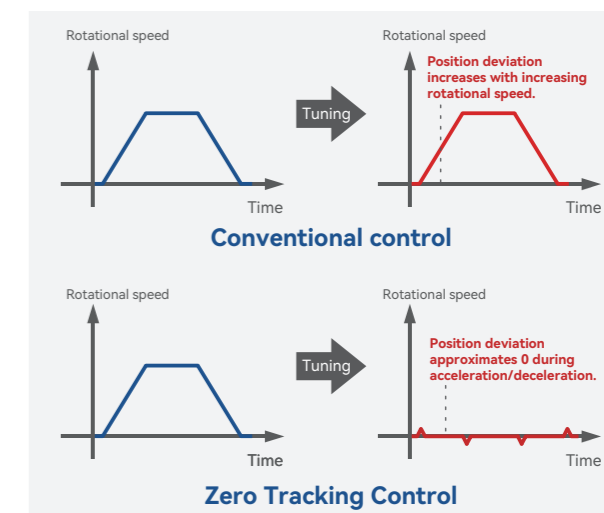 Rotational speed
Rotational speed
Position deviation
increases with increasing
rotational speed.
Tuning
Time
Time
Conventional control
Rotational speed
Rotational speed
Position deviation
approximates 0 during
acceleration/deceleration.
Tuning
Time
Time
Zero Tracking Control